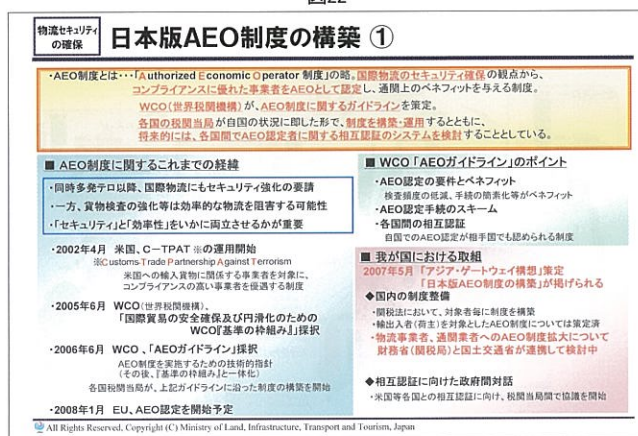 図22
物流セキュリティ
の確保
日本版AEO制度の構築 ①
・AEO制度とは・・・「Authorized Economic Operator 制度」の略。国際物流のセキュリティ確保の観点から、
コンプライアンスに優れた事業者をAEOとして認定し、通関上のベネフィットを与える制度。
WCO(世界税関機構)が、AEO制度に関するガイドラインを策定。
各国の税関当局が自国の状況に即した形で、制度を構築・運用するとともに、
将来的には、各国間でAEO認定者に関する相互認証のシステムを検討することとしている。
■ AEO制度に関するこれまでの経緯
・同時多発テロ以降、国際物流にもセキュリティ強化の要請
・一方、貨物検査の強化等は効率的な物流を阻害する可能性
・「セキュリティ」と「効率性」をいかに両立させるかが重要
・2002年4月 米国、C-TPAT ※の運用開始
※Customs-Trade Partnership Against Terrorism
米国への輸入貨物に関係する事業者を対象に、
コンプライアンスの高い事業者を優遇する制度
・2005年6月 WCO(世界税関機構)、
「国際貿易の安全確保及び円滑化のための
WCO『基準の枠組み』」採択
・2006年6月 WCO、「AEOガイドライン」採択
AEO制度を実施するための技術的指針
(その後、『基準の枠組み』と一体化)
各国税関当局が、上記ガイドラインに沿った制度の構築を開始
・2008年1月 EU、AEO認定を開始予定
■ WCO「AEOガイドライン」のポイント
・AEO認定の要件とベネフィット
検査頻度の低減、手続の簡素化等がベネフィット
・AEO認定手続のスキーム
・各国間の相互認証
自国でのAEO認定が相手国でも認められる制度
■ 我が国における取組
2007年5月 「アジア・ゲートウェイ構想」策定
「日本版AEO制度の構築」が掲げられる
◆国内の制度整備
・関税法において、対象者毎に制度を構築
・輸出入者(荷主)を対象としたAEO制度については策定済
・物流事業者、通関業者へのAEO制度拡大について
財務省(関税局)と国土交通省が連携して検討中
◆相互認証に向けた政府間対話
・米国等各国との相互認証に向け、税関当局間で協議を開始
All Rights Reserved, Copyright (C) Ministry of Land, Infrastructure, Transport and Tourism, Japan